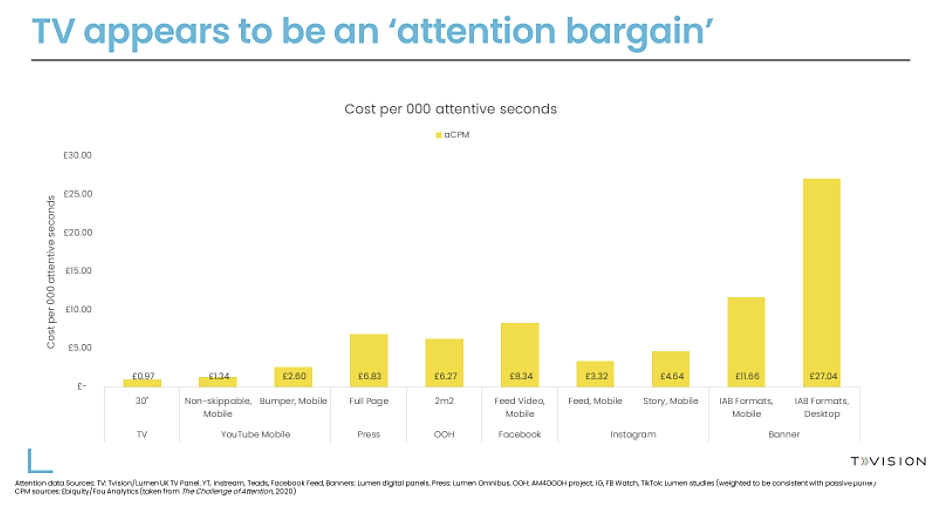 TV appears to be an ‘attention bargain’
Cost per 000 attentive seconds
aCPM
Cost per 000 attentive seconds
£30.00
£25.00
£20.00
£15.00
£10.00
£5.00
£-
£0.97 £1.34 £2.60 £6.83 £6.27 £8.34 £3.32 £4.64 £11.66 £27.04
30" Non-skippable, Bumper, Mobile Full Page 2m2 Feed Video, Feed, Mobile Story, Mobile IAB Formats, IAB Formats,
Mobile Mobile Mobile Desktop
TV YouTube Mobile Press OOH Facebook Instagram Banner
TVISION
Attention data Sources: TV; Tvision/Lumen UK TV Panel. YT, Instream, Teads, Facebook Feed, Banners: Lumen digital panels. Press: Lumen Omnibus. OOH: AM4DOOH project. IG, FB Watch, TikTok: Lumen studies (weighted to be consistent with passive panel)
CPM sources: Ebiquity/Fou Analytics (taken from The Challenge of Attention, 2020)